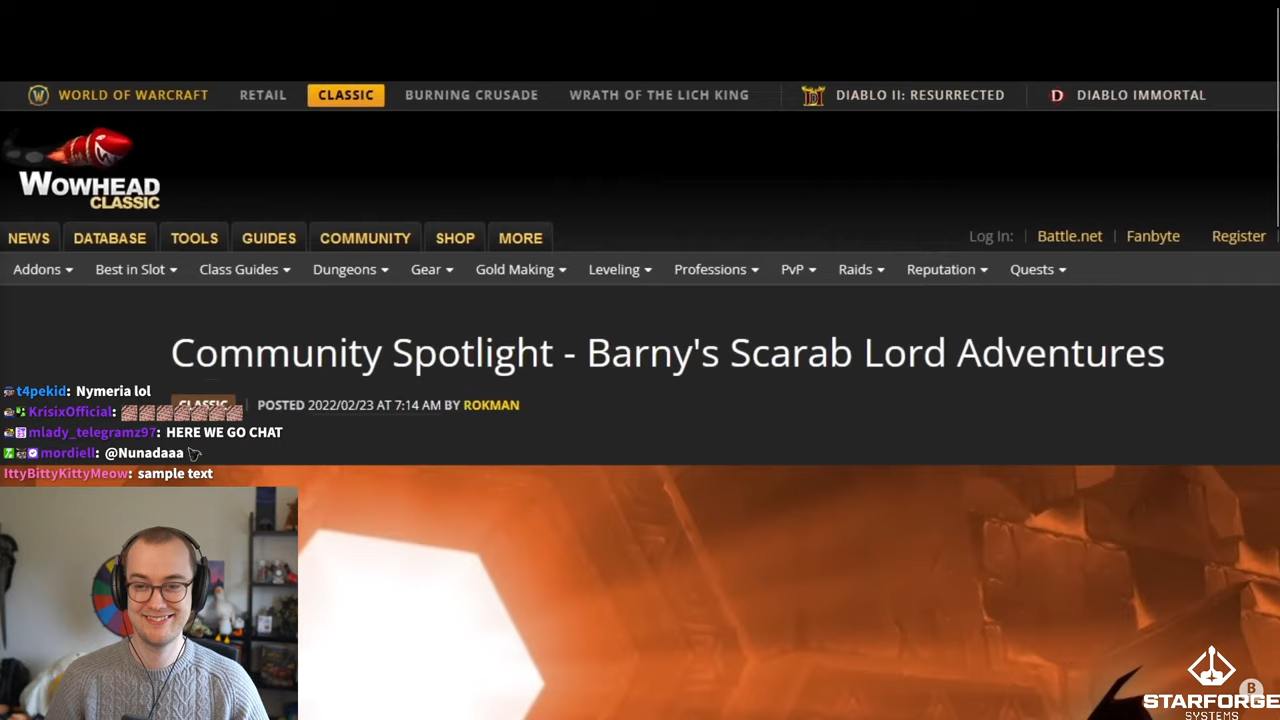 WORLD OF WARCRAFT RETAIL CLASSIC BURNING CRUSADE WRATH OF THE LICH KING DIABLO II: RESURRECTED DIABLO IMMORTAL
WOWHEAD
CLASSIC
NEWS DATABASE TOOLS GUIDES COMMUNITY SHOP MORE Log In: Battle.net Fanbyte Register
Addons Best in Slot Class Guides Dungeons Gear Gold Making Leveling Professions PvP Raids Reputation Quests
Community Spotlight - Barny's Scarab Lord Adventures
t4pekid: Nymeria lol
CLASSIC POSTED 2022/02/23 AT 7:14 AM BY ROKMAN
KrisixOfficial:
mlady_telegramz97: HERE WE GO CHAT
mordiell: @Nunadaaa
IttyBittyKittyMeow: sample text
STARFORGE
SYSTEMS